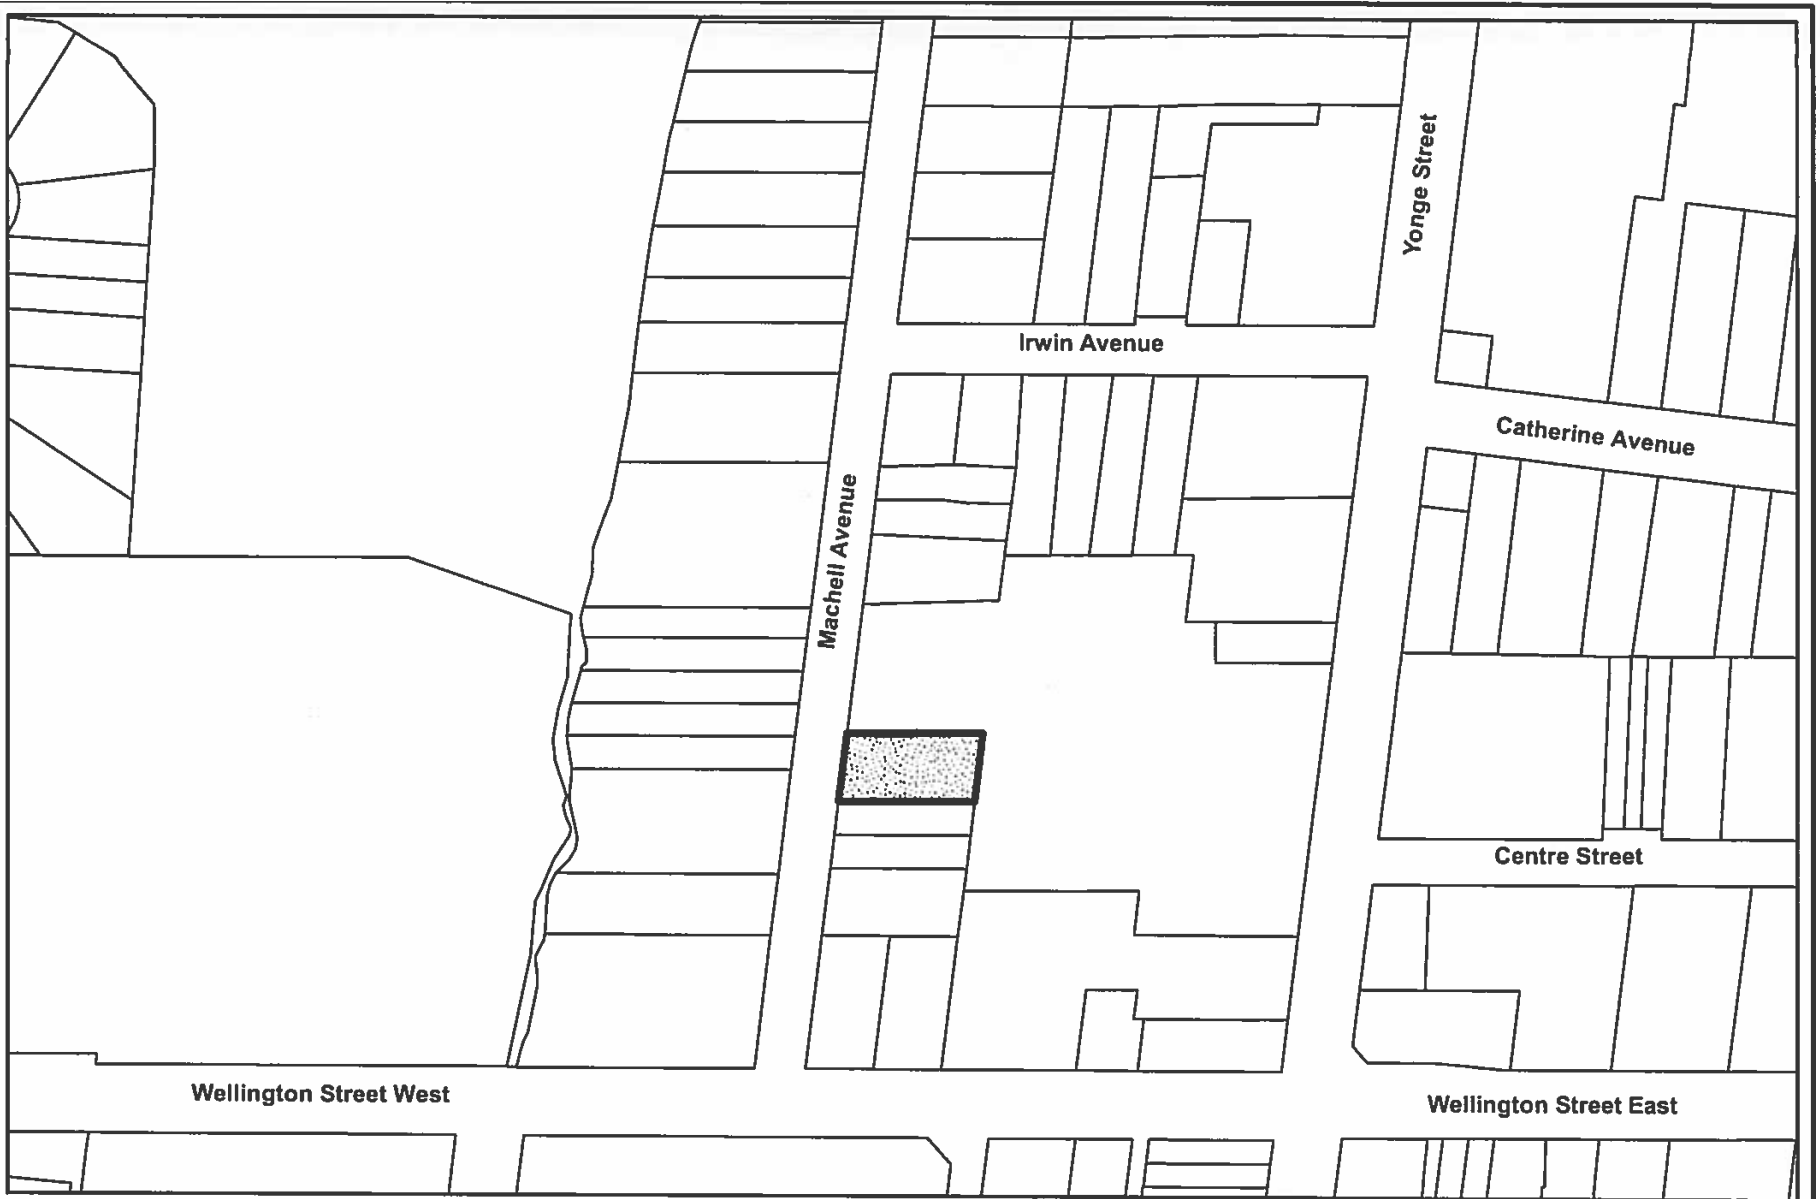 Yonge Street
Irwin Avenue
Catherine Avenue
Machell Avenue
Centre Street
Wellington Street West
Wellington Street East